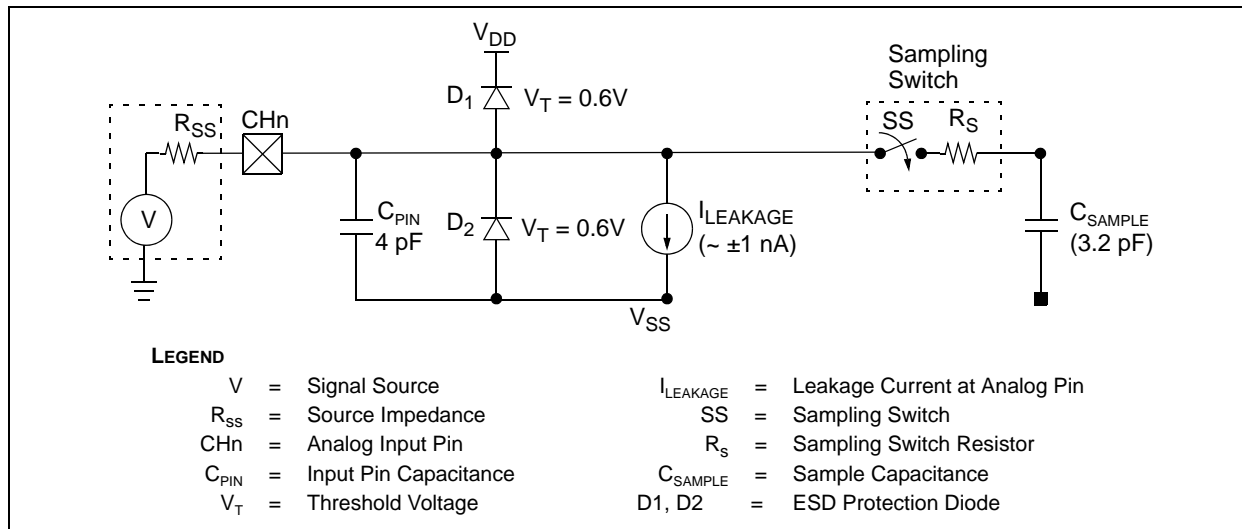 V_DD
Sampling
Switch
D_1
V_T = 0.6V
R_SS
CHn
SS
R_S
V
C_PIN
4 pF
D_2
V_T = 0.6V
I_LEAKAGE
(~ ±1 nA)
C_SAMPLE
(3.2 pF)
V_SS
LEGEND
V = Signal Source
R_ss = Source Impedance
CHn = Analog Input Pin
C_PIN = Input Pin Capacitance
V_T = Threshold Voltage
I_LEAKAGE = Leakage Current at Analog Pin
SS = Sampling Switch
R_s = Sampling Switch Resistor
C_SAMPLE = Sample Capacitance
D1, D2 = ESD Protection Diode